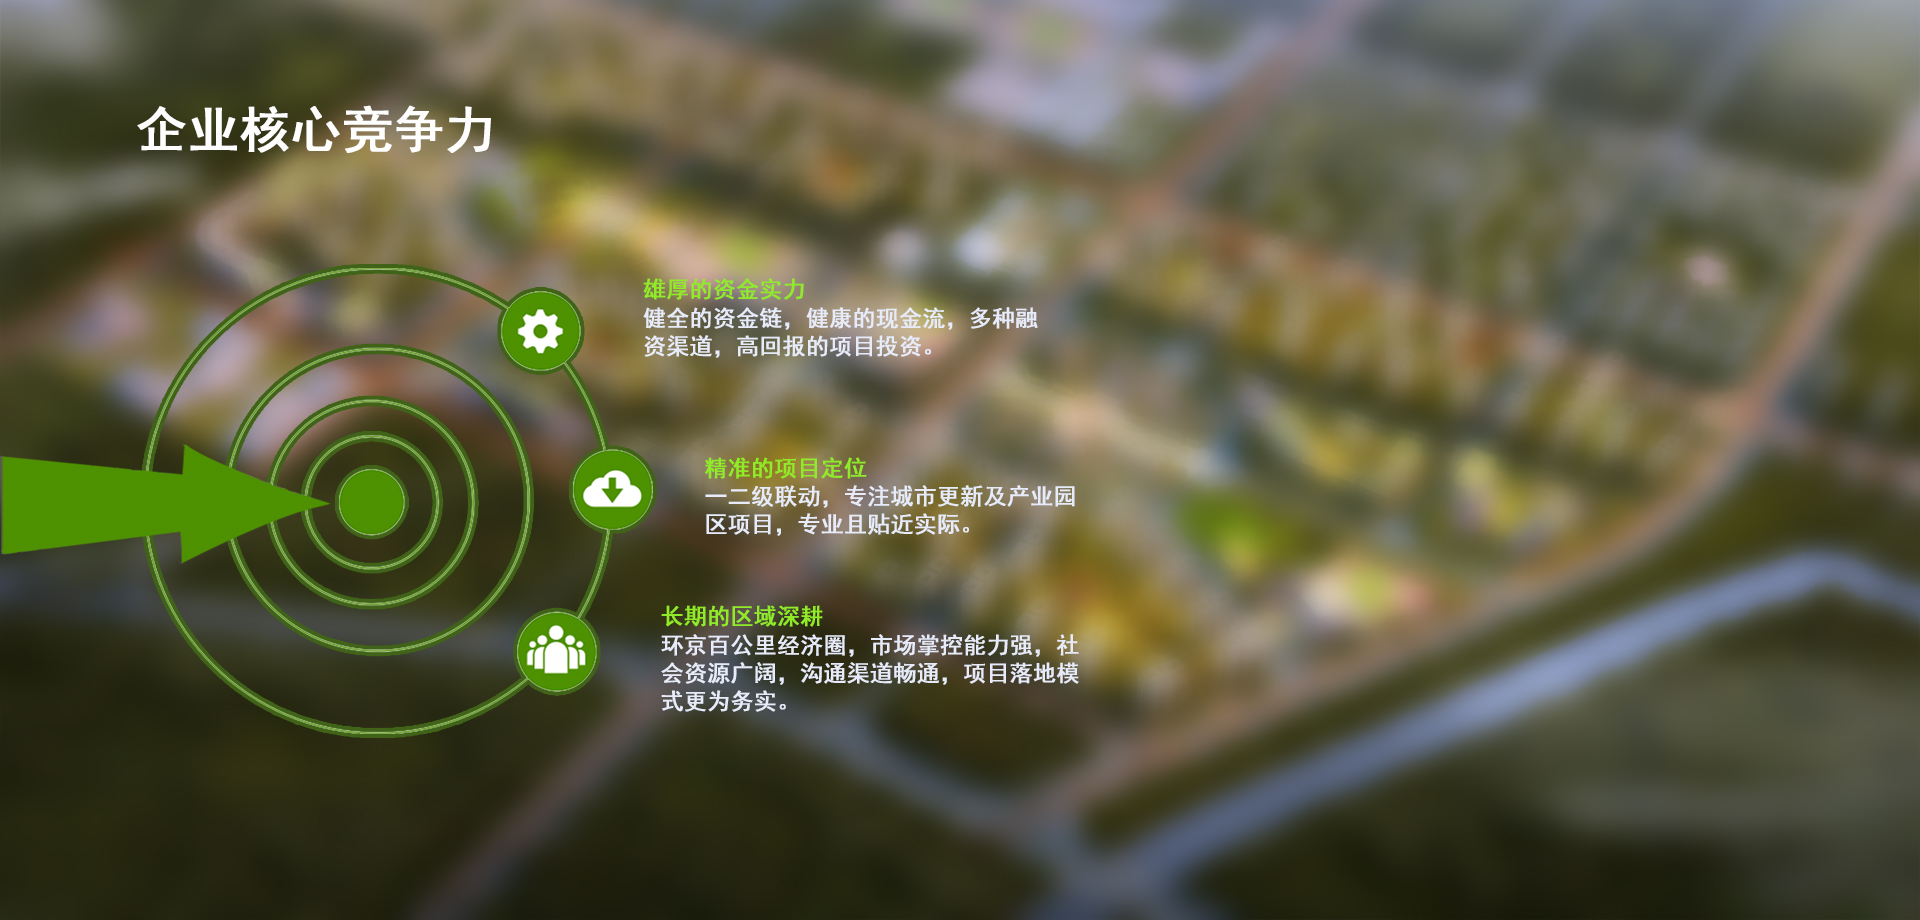 企业核心竞争力
雄厚的资金实力
健全的资金链，健康的现金流，多种融
资渠道，高回报的项目投资。
精准的项目定位
一二级联动，专注城市更新及产业园
区项目，专业且贴近实际。
长期的区域深耕
环京百公里经济圈，市场掌控能力强，社
会资源广阔，沟通渠道畅通，项目落地模
式更为务实。